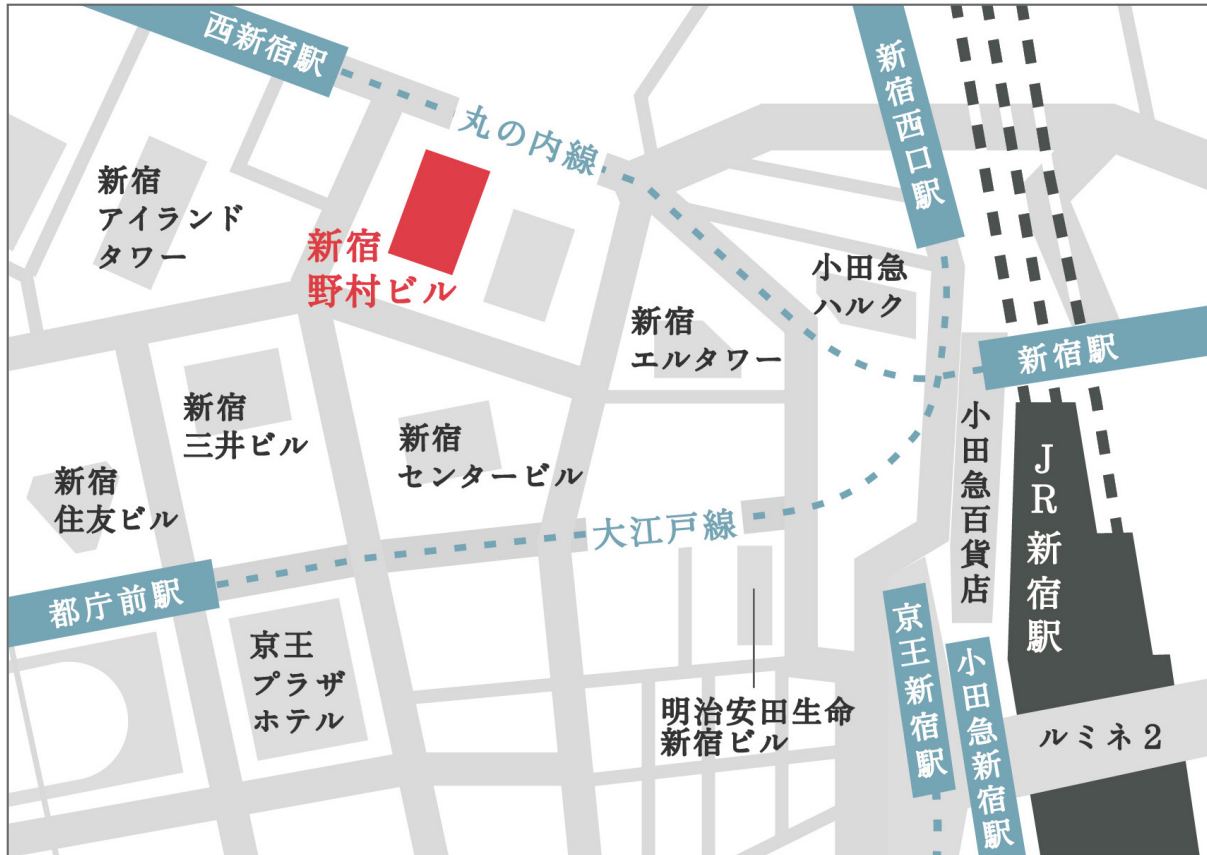 西新宿駅
丸の内線
新宿西口駅
新宿
アイランド
タワー
新宿
野村ビル
小田急
ハルク
新宿
エルタワー
新宿駅
新宿
三井ビル
新宿
センタービル
小田急百貨店
JR新宿駅
新宿
住友ビル
大江戸線
都庁前駅
京王
プラザ
ホテル
明治安田生命
新宿ビル
京王新宿駅
小田急新宿駅
ルミネ2